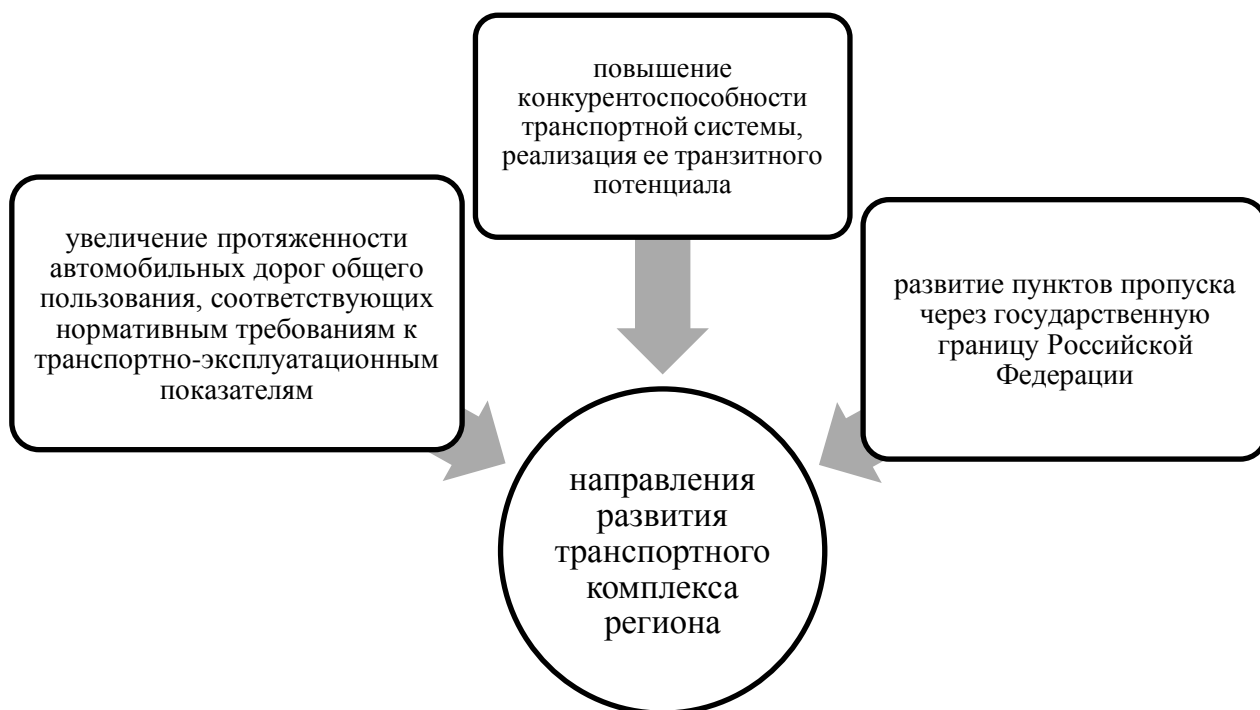 повышение
конкурентоспособности
транспортной системы,
реализация ее транзитного
потенциала
увеличение протяженности
автомобильных дорог общего
пользования, соответствующих
нормативным требованиям к
транспортно-эксплуатационным
показателям
развитие пунктов пропуска
через государственную
границу Российской
Федерации
направления
развития
транспортного
комплекса
региона